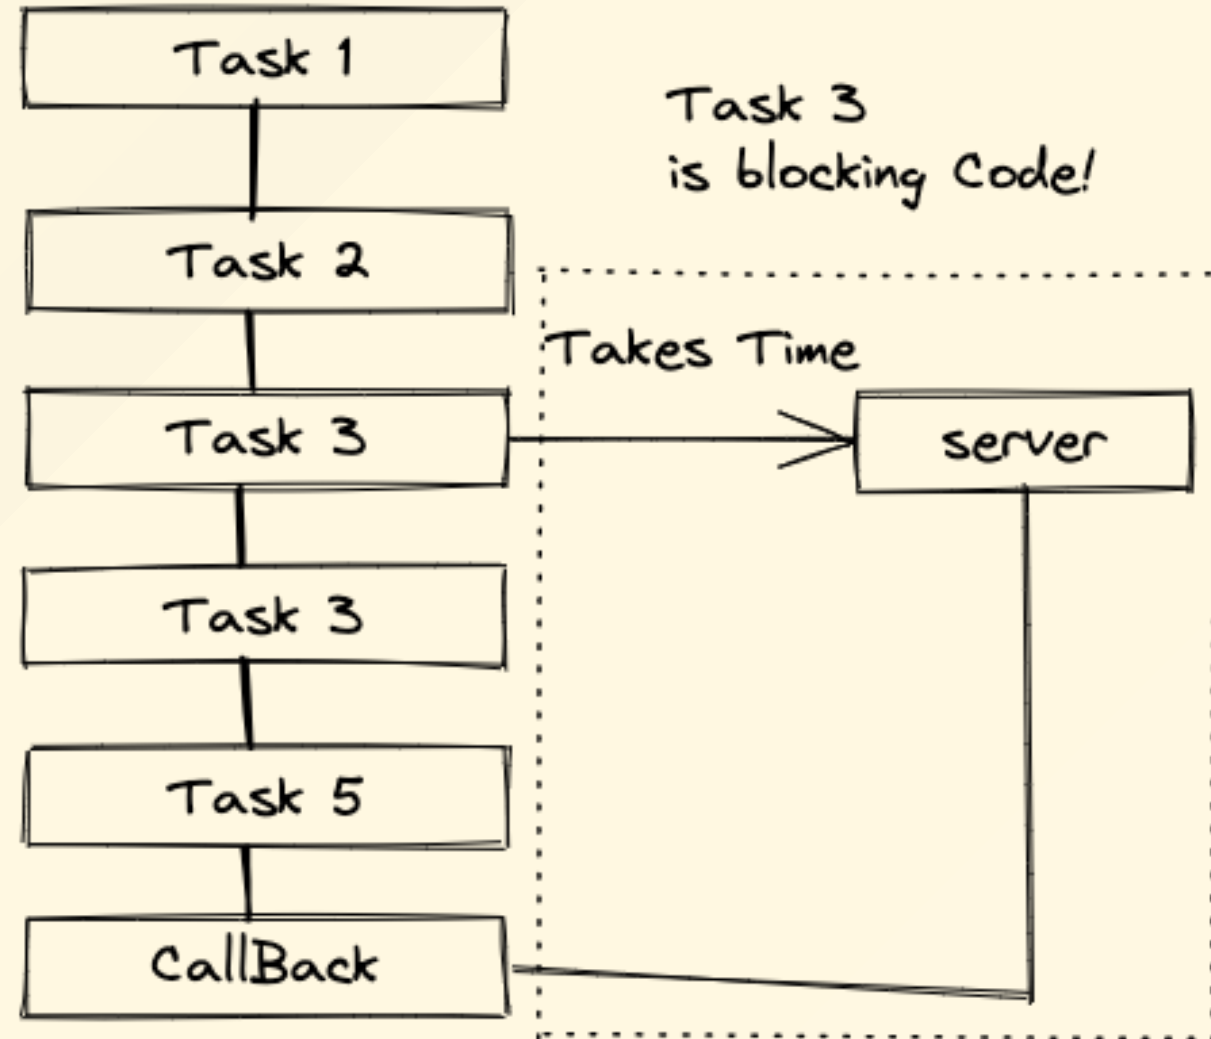 Task 1
Task 3
is blocking Code!
Task 2
Takes Time
Task 3
server
Task 3
Task 5
CallBack